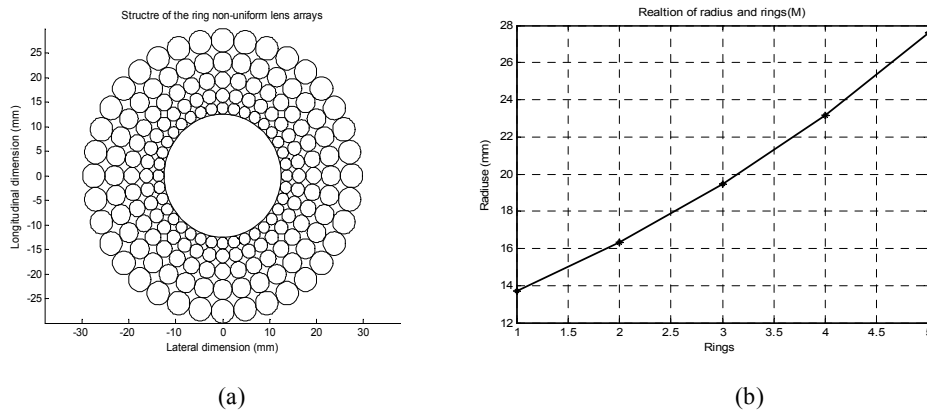 Structre of the ring non-uniform lens arrays
Longitudinal dimension (mm)
25
20
15
10
5
0
-5
-10
-15
-20
-25
-30 -20 -10 0 10 20 30
Lateral dimension (mm)
(a)
Realtion of radius and rings(M)
Radiuse (mm)
28
26
24
22
20
18
16
14
12
1 1.5 2 2.5 3 3.5 4 4.5 5
Rings
(b)